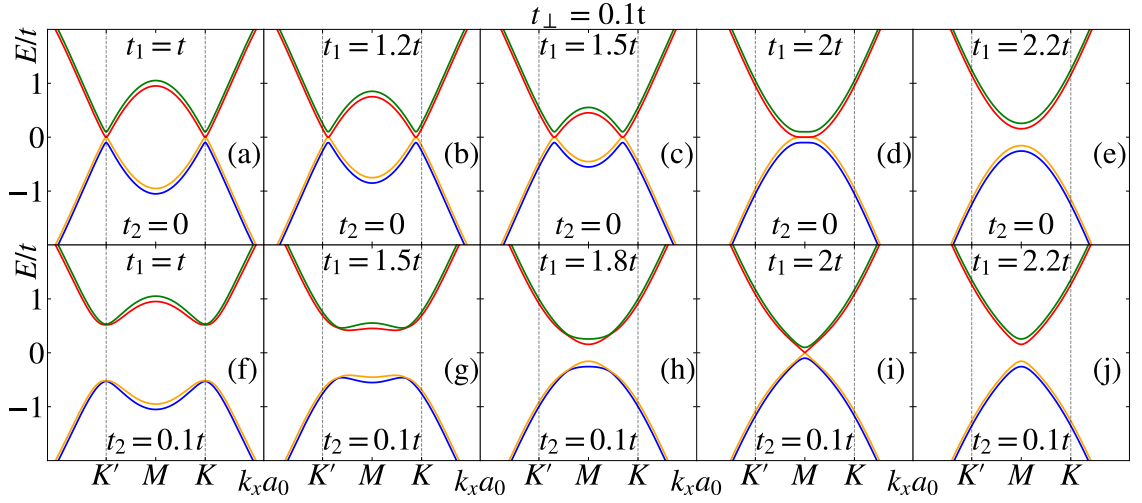 t⊥ = 0.1t
E/t
t₁ = t
t₁ = 1.2t
t₁ = 1.5t
t₁ = 2t
t₁ = 2.2t
1
0
−1
(a)
(b)
(c)
(d)
(e)
t₂ = 0
t₂ = 0
t₂ = 0
t₂ = 0
t₂ = 0
E/t
t₁ = t
t₁ = 1.5t
t₁ = 1.8t
t₁ = 2t
t₁ = 2.2t
1
0
−1
(f)
(g)
(h)
(i)
(j)
t₂ = 0.1t
t₂ = 0.1t
t₂ = 0.1t
t₂ = 0.1t
t₂ = 0.1t
K′ M K kₓa₀
K′ M K kₓa₀
K′ M K kₓa₀
K′ M K kₓa₀
K′ M K kₓa₀